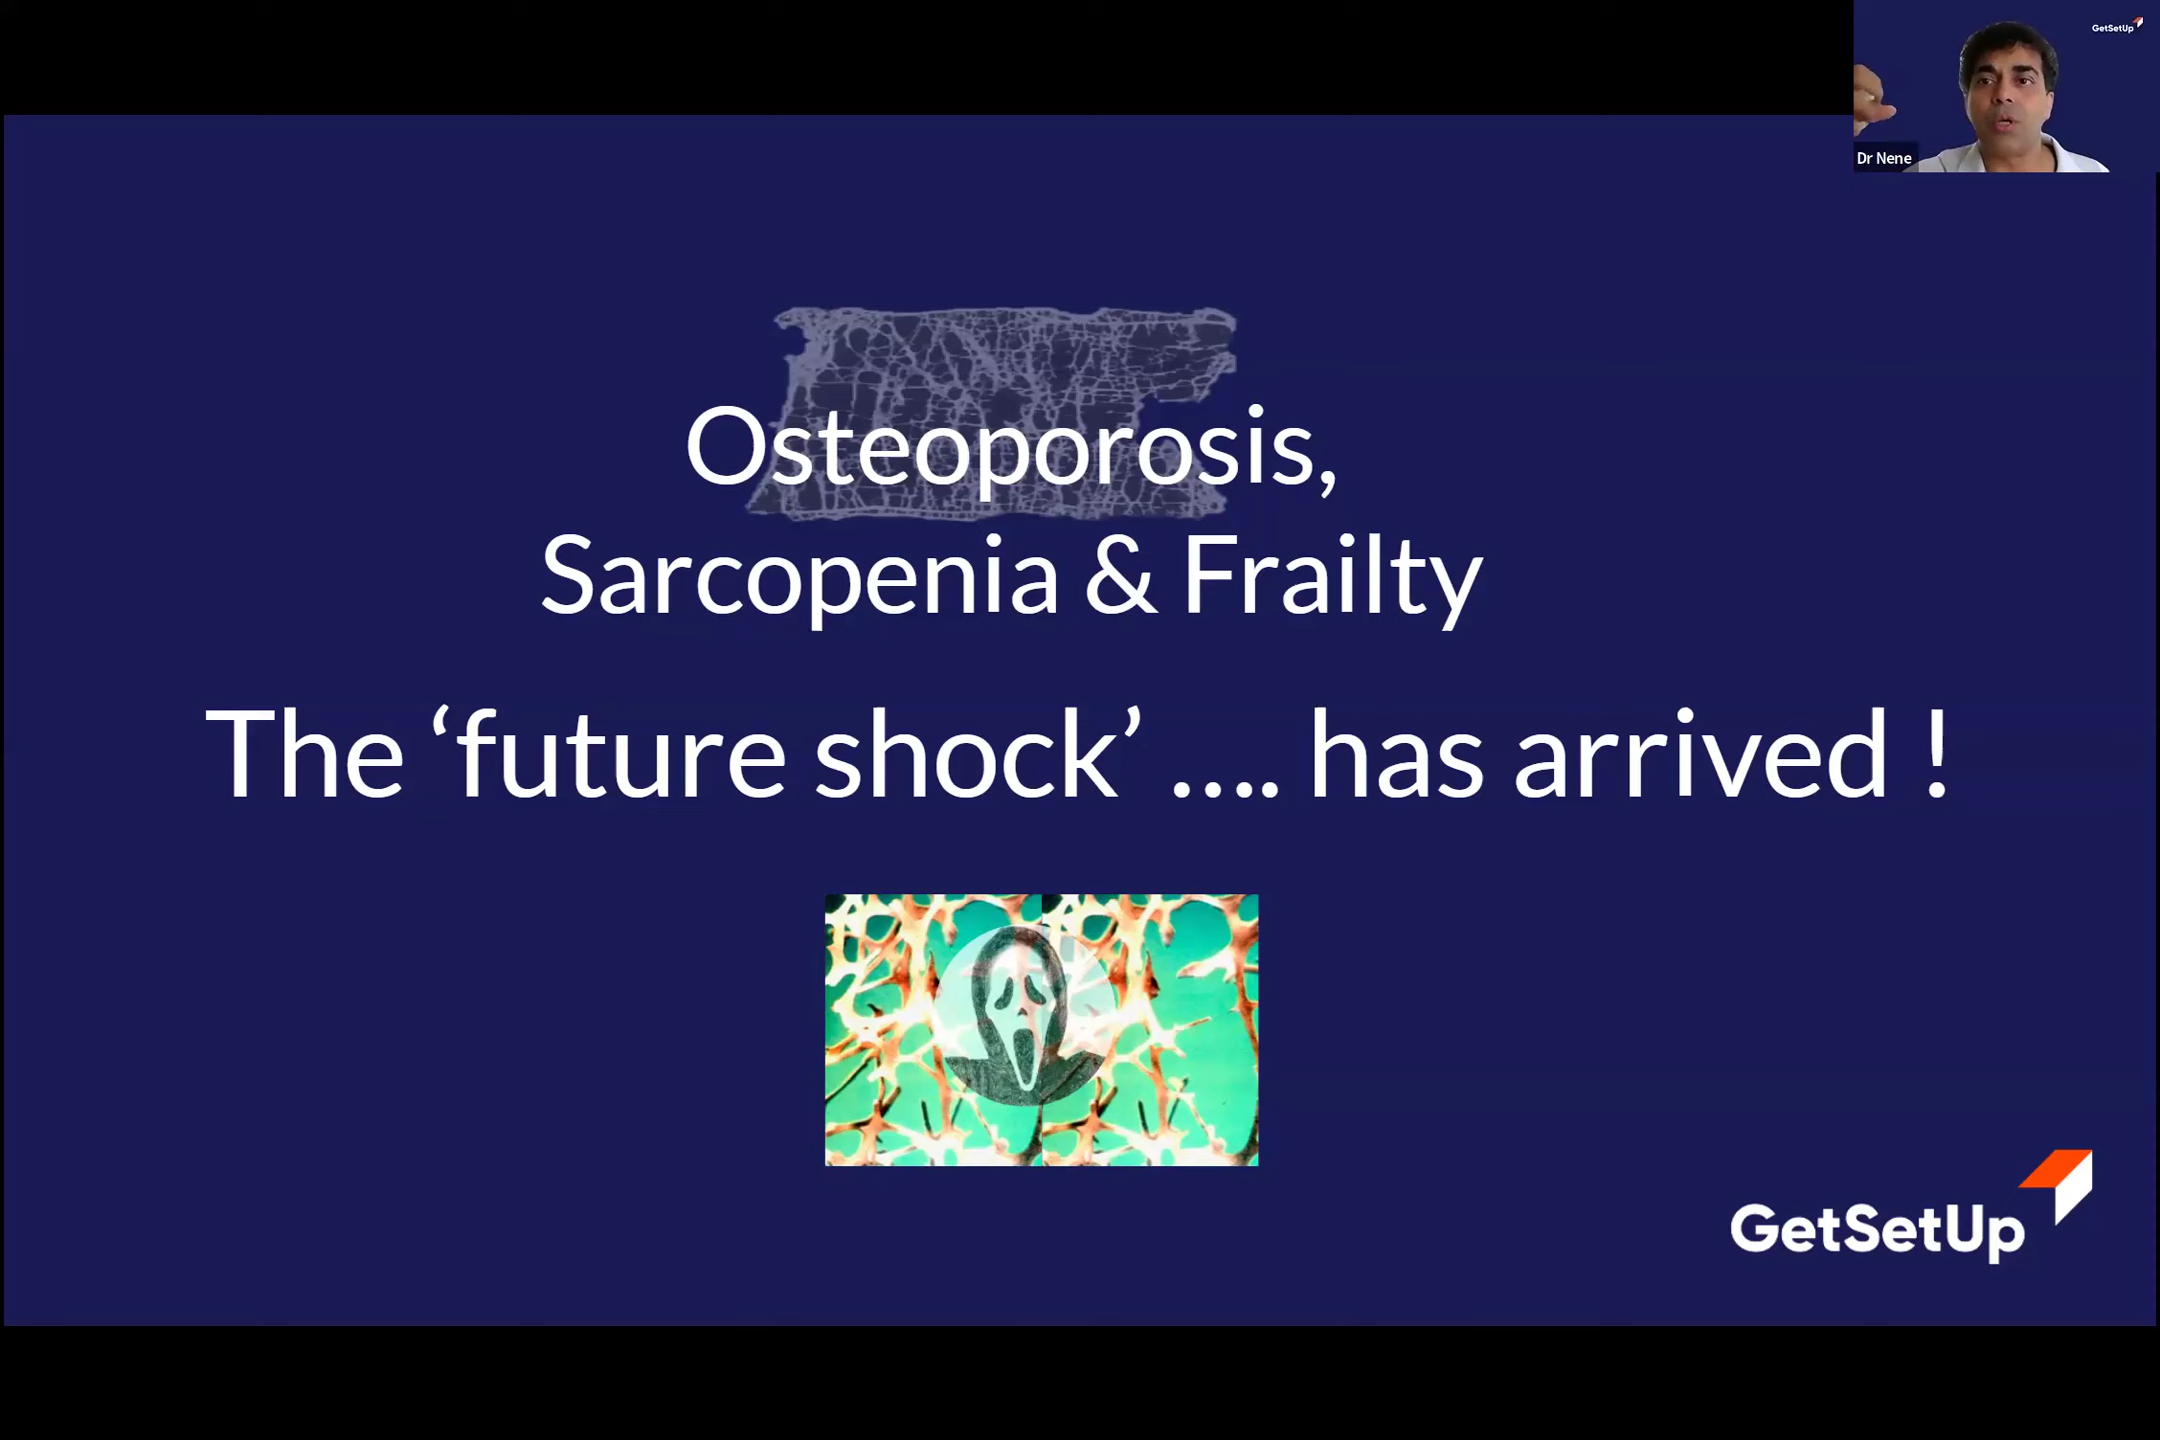 GetSetUp
Dr Nene
Osteoporosis,
Sarcopenia & Frailty
The ‘future shock’ .... has arrived !
GetSetUp